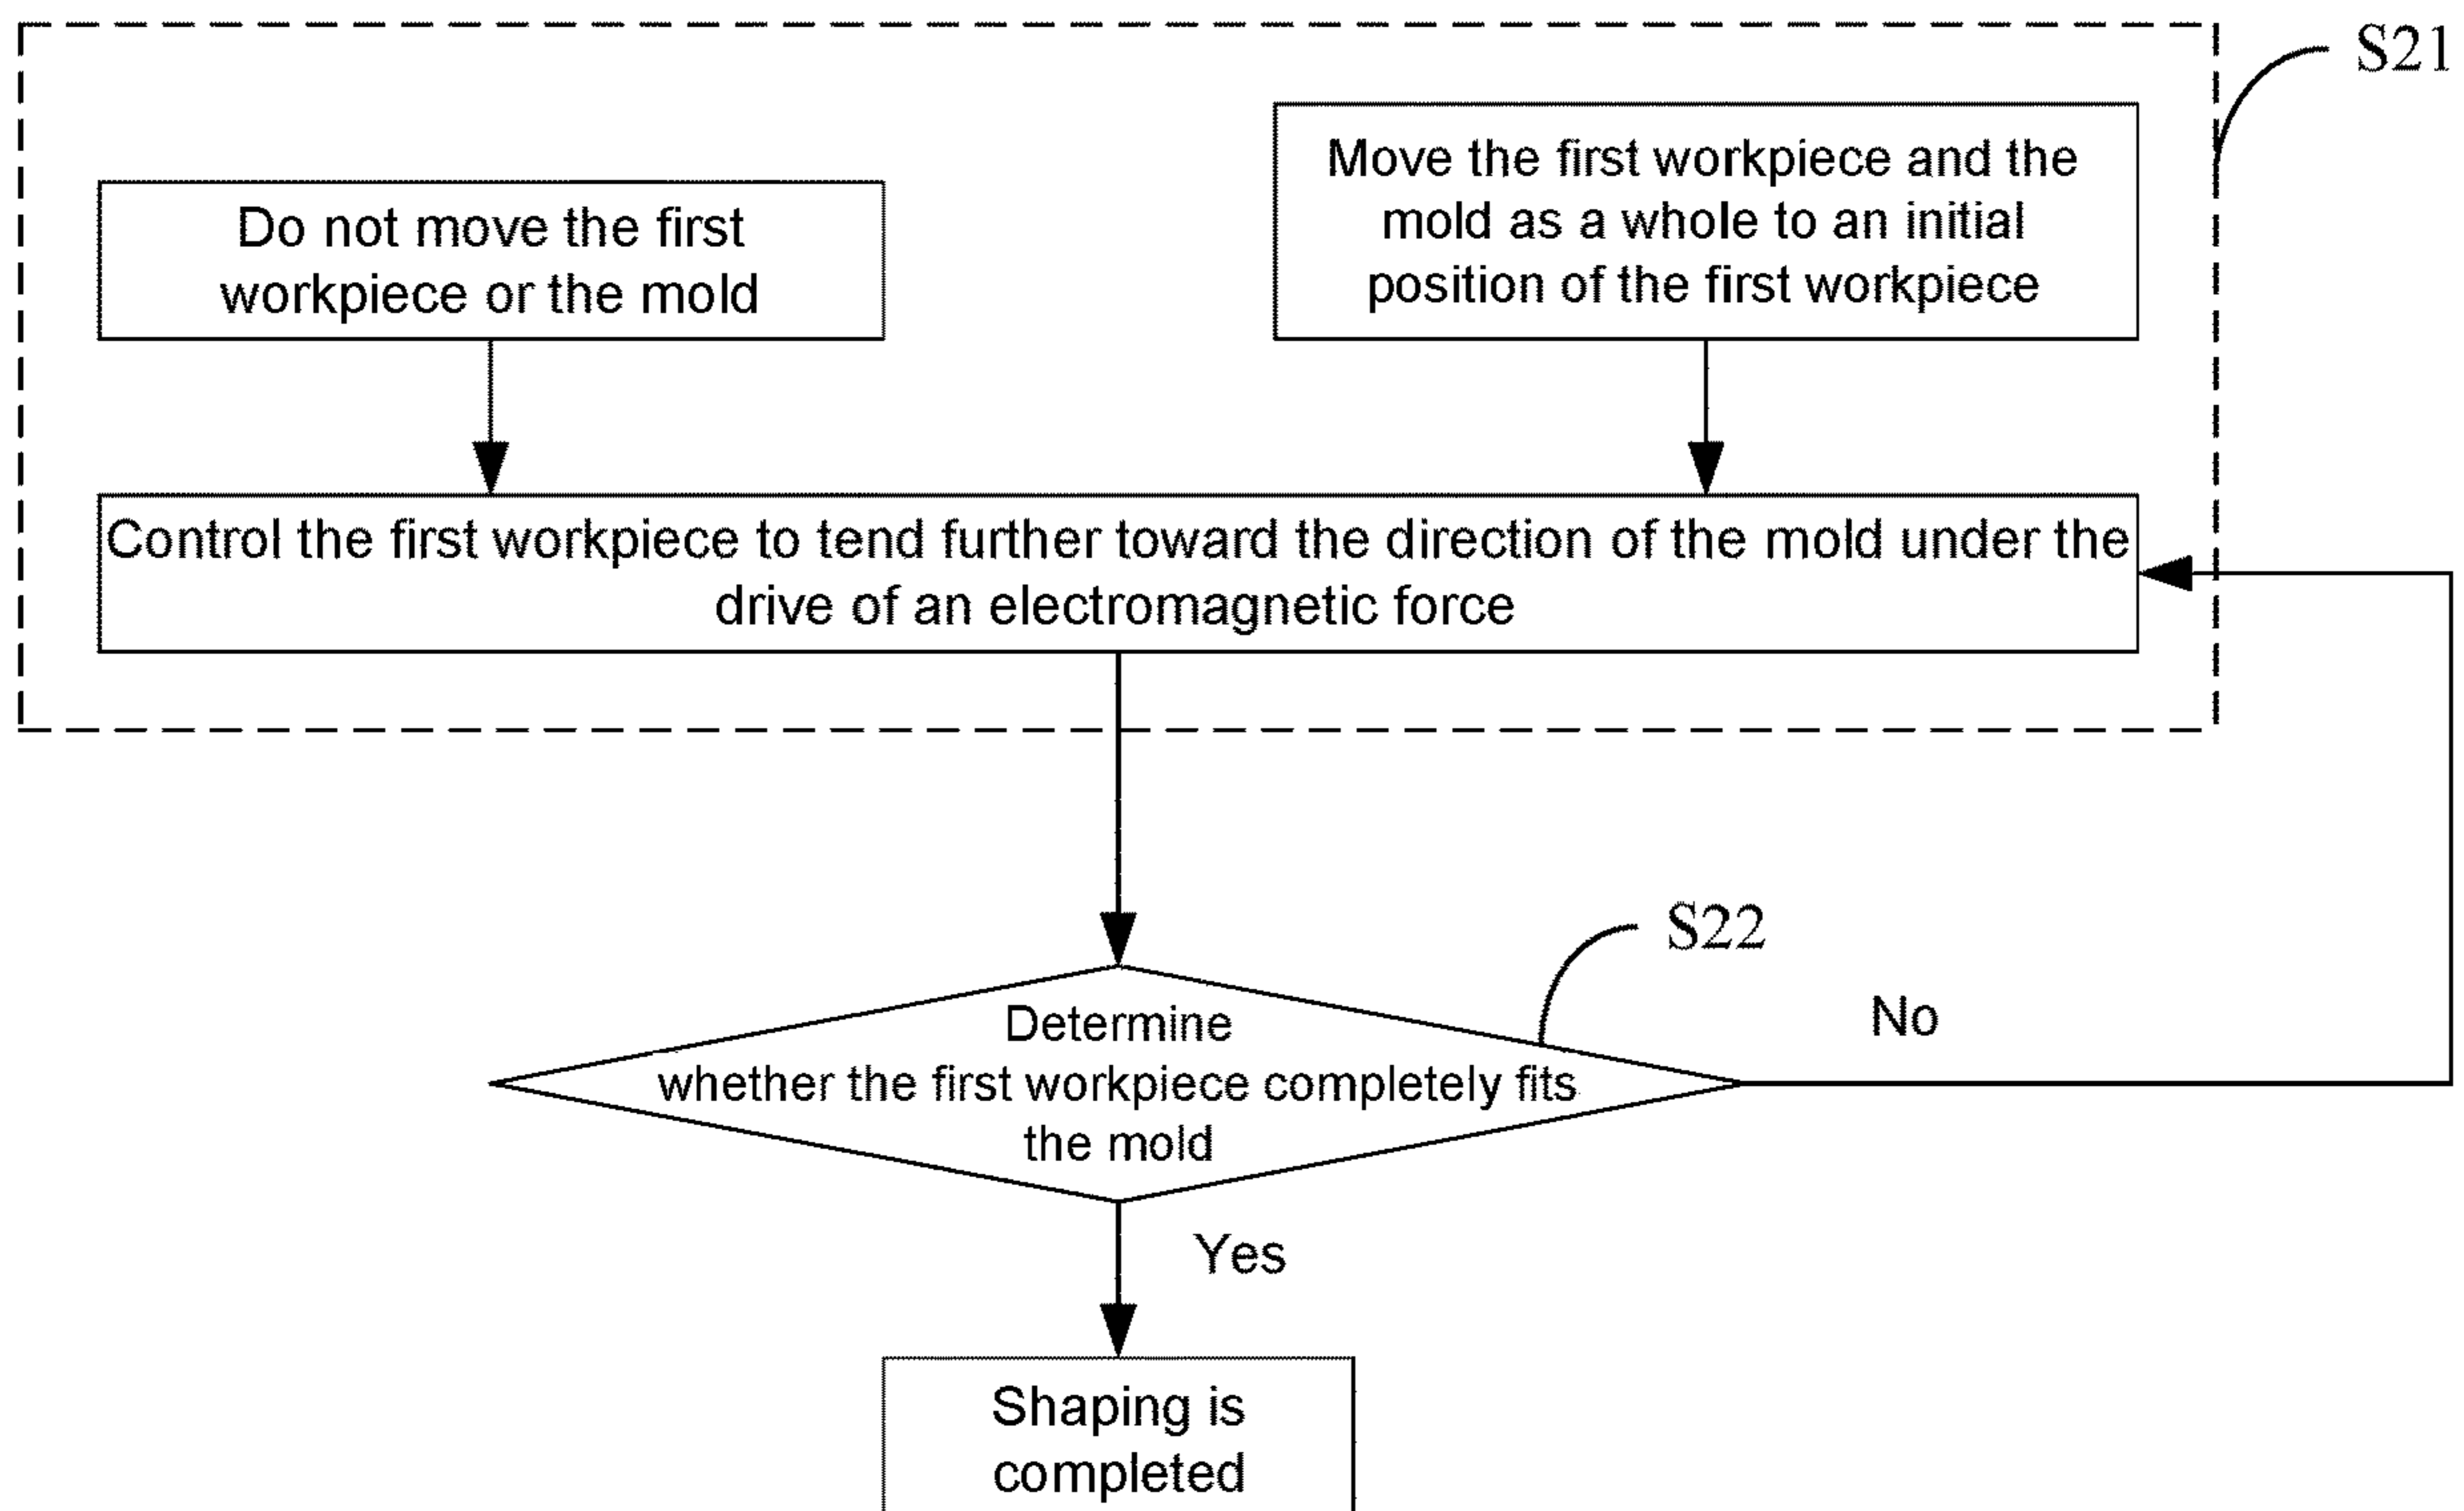 S21
Do not move the first
workpiece or the mold
Move the first workpiece and the
mold as a whole to an initial
position of the first workpiece
Control the first workpiece to tend further toward the direction of the mold under the
drive of an electromagnetic force
S22
Determine
whether the first workpiece completely fits
the mold
No
Yes
Shaping is
completed